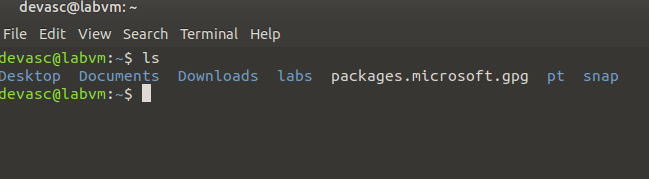 devasc@labvm: ~
File Edit View Search Terminal Help
devasc@labvm:~$ ls
Desktop Documents Downloads labs packages.microsoft.gpg pt snap
devasc@labvm:~$